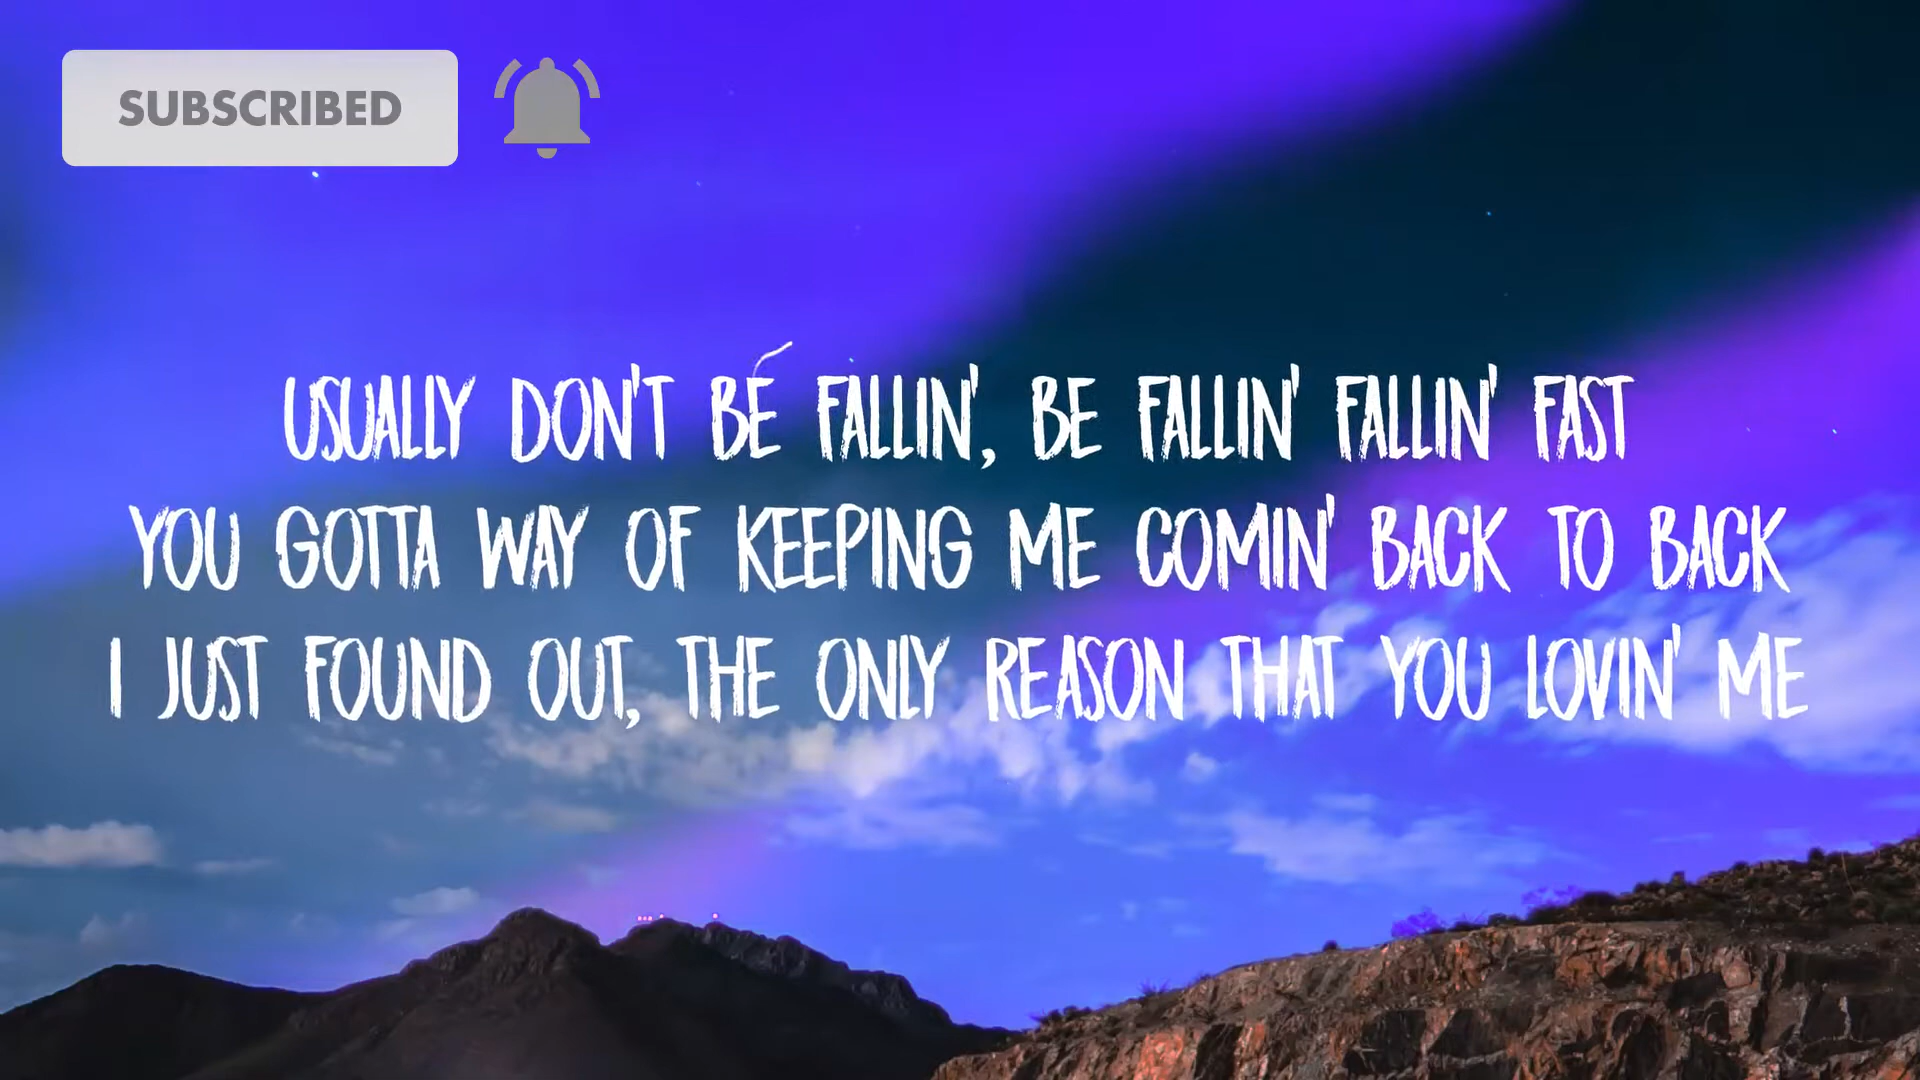 SUBSCRIBED
USUALLY DON'T BE FALLIN', BE FALLIN' FALLIN' FAST
YOU GOTTA WAY OF KEEPING ME COMIN' BACK TO BACK
I JUST FOUND OUT, THE ONLY REASON THAT YOU LOVIN' ME